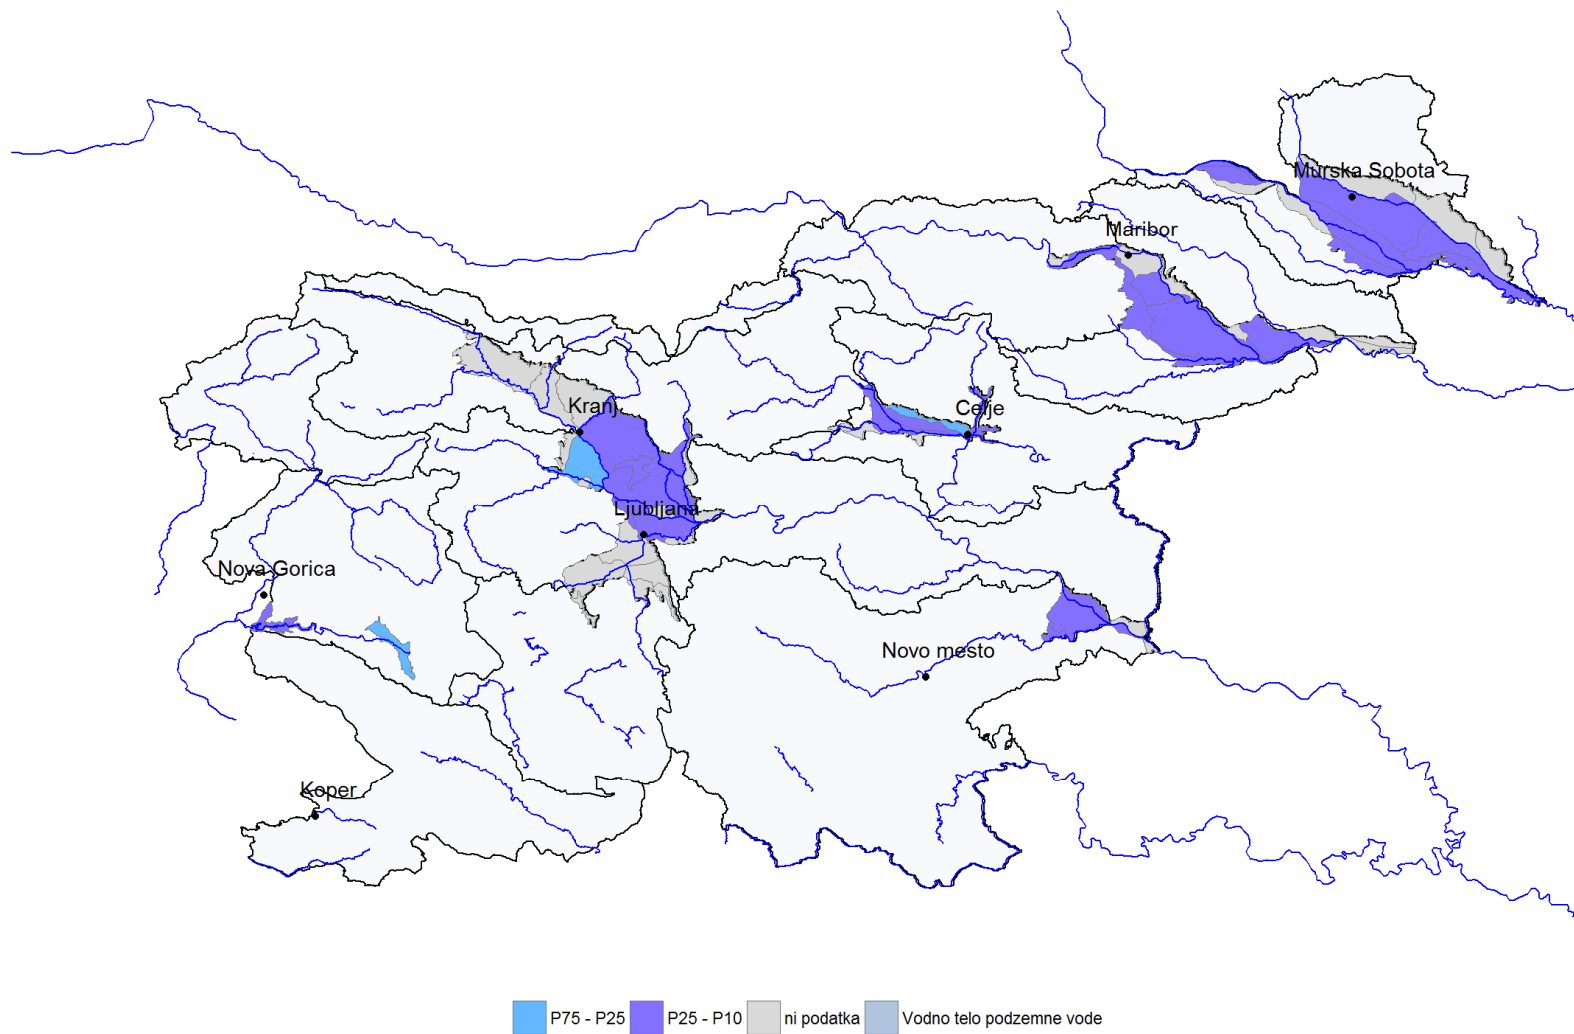 Murska Sobota
Maribor
Kranj
Celje
Ljubljana
Nova Gorica
Novo mesto
Koper
P75 - P25
P25 - P10
ni podatka
Vodno telo podzemne vode